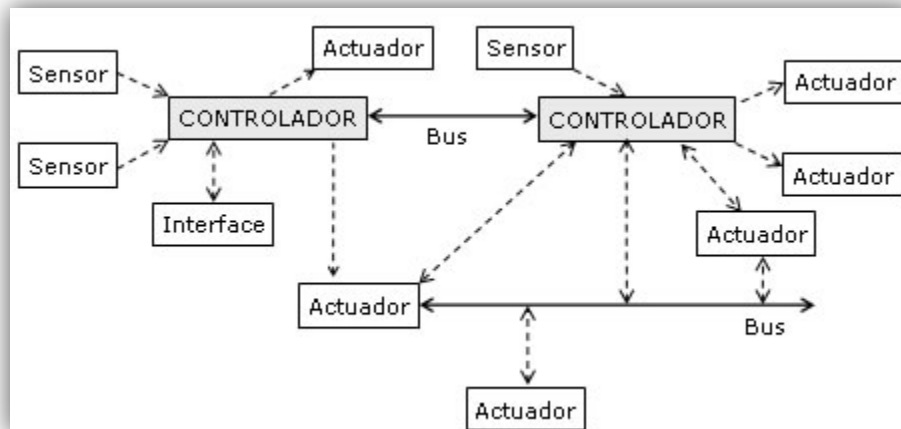 Actuador
Sensor
Sensor
Actuador
CONTROLADOR
Bus
CONTROLADOR
Sensor
Actuador
Interface
Actuador
Actuador
Bus
Actuador